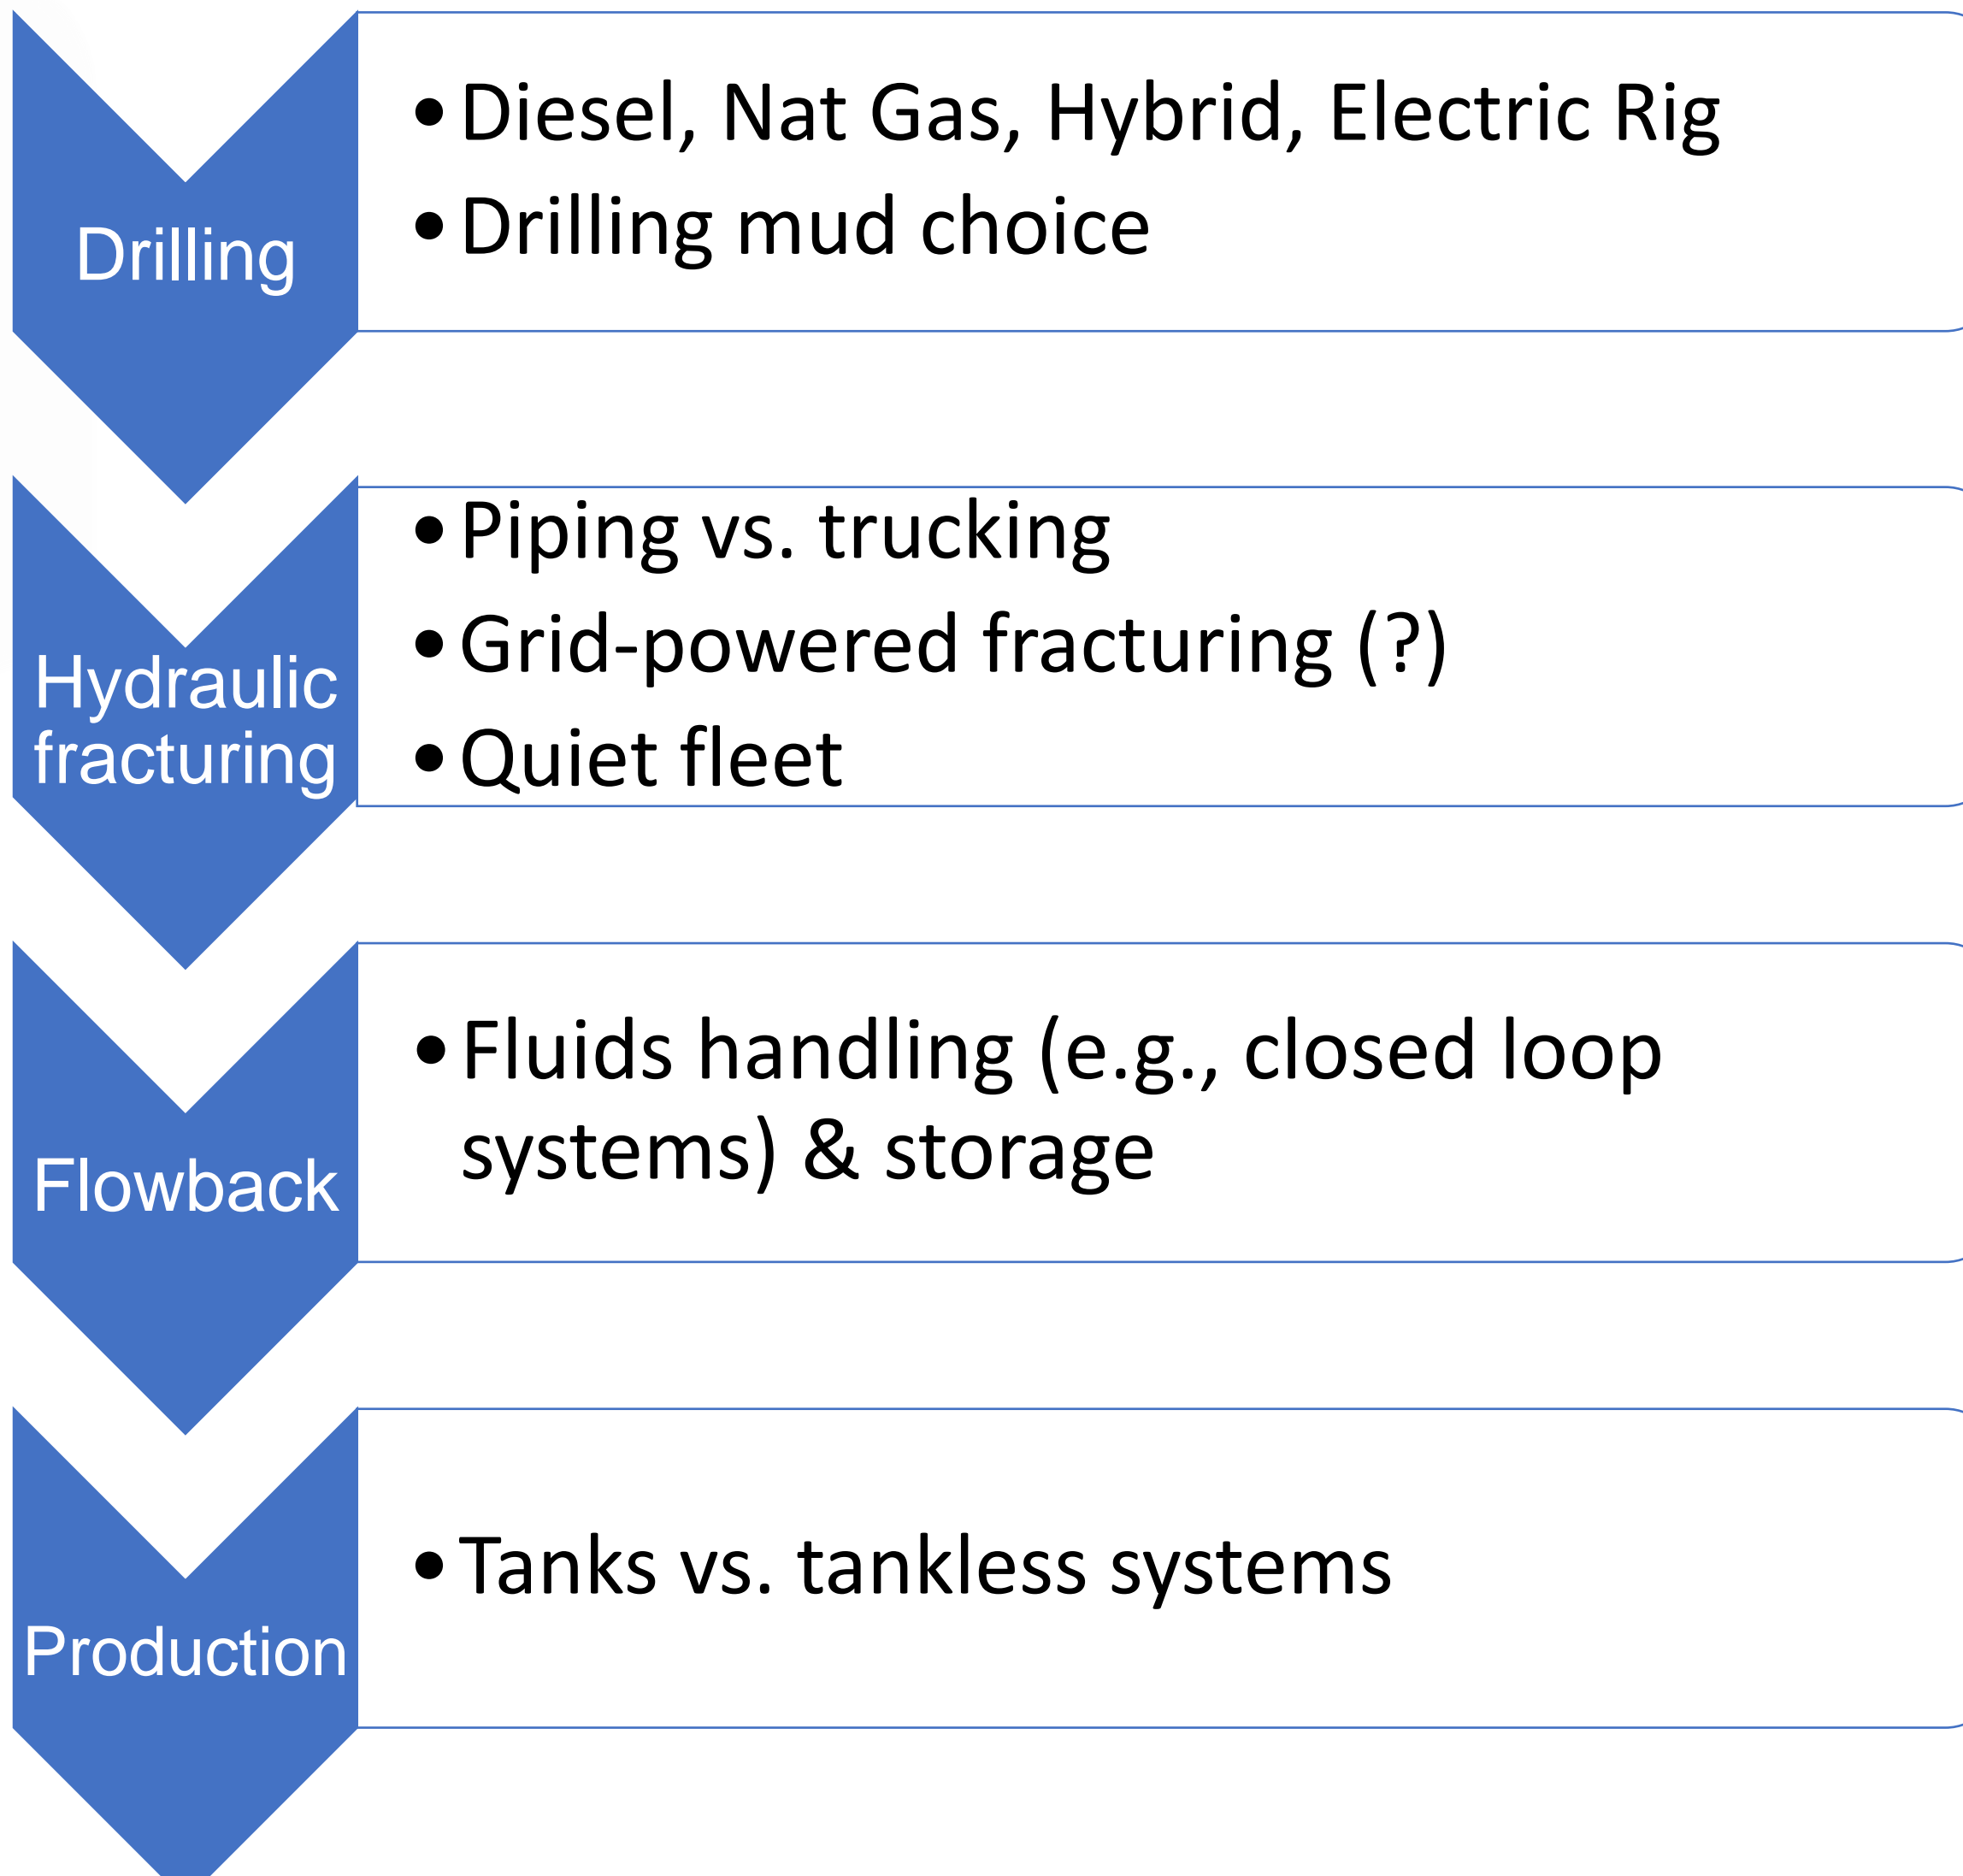 Drilling
• Diesel, Nat Gas, Hybrid, Electric Rig
• Drilling mud choice
Hydraulic
fracturing
• Piping vs. trucking
• Grid-powered fracturing (?)
• Quiet fleet
Flowback
• Fluids handling (e.g., closed loop
systems) & storage
Production
• Tanks vs. tankless systems